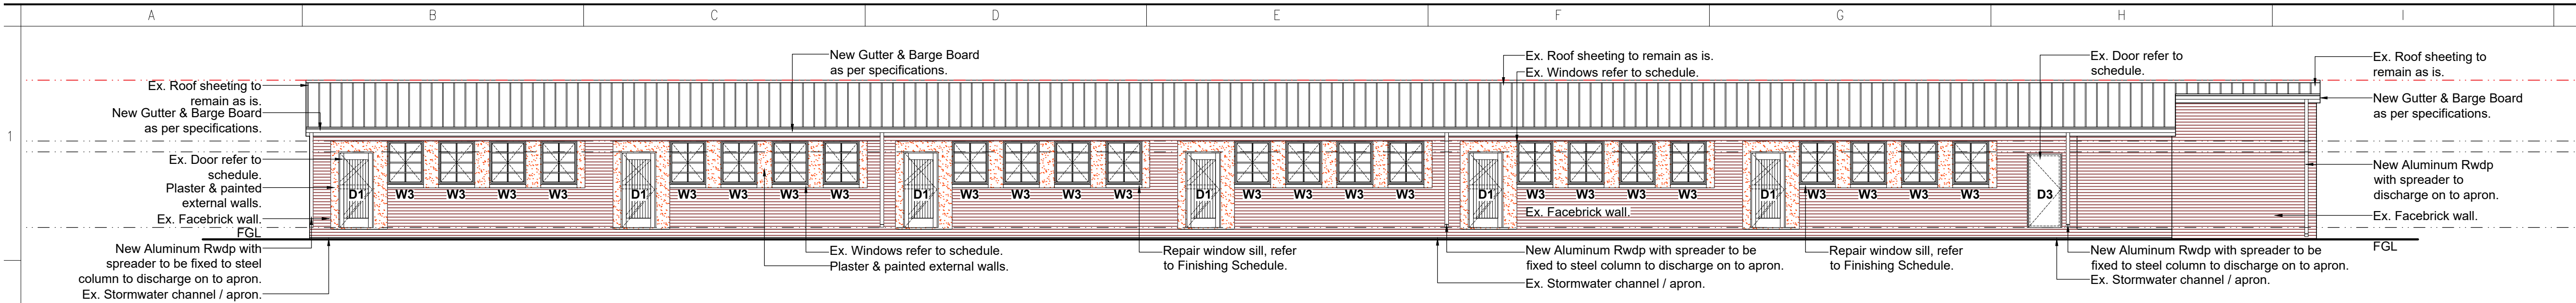 A B C D E F G H I
1
Ex. Roof sheeting to
remain as is.
New Gutter & Barge Board
as per specifications.
Ex. Door refer to
schedule.
Plaster & painted
external walls.
Ex. Facebrick wall.
FGL
New Aluminum Rwdp with
spreader to be fixed to steel
column to discharge on to apron.
Ex. Stormwater channel / apron.
New Gutter & Barge Board
as per specifications.
Ex. Roof sheeting to remain as is.
Ex. Windows refer to schedule.
Ex. Door refer to
schedule.
Ex. Roof sheeting to
remain as is.
New Gutter & Barge Board
as per specifications.
New Aluminum Rwdp
with spreader to
discharge on to apron.
Ex. Facebrick wall.
FGL
D1 W3 W3 W3 W3 D1 W3 W3 W3 W3 D1 W3 W3 W3 W3 D1 W3 W3 W3 W3 D1 W3 W3 W3 W3 D1 W3 W3 W3 W3 D3
Ex. Facebrick wall.
Ex. Windows refer to schedule.
Plaster & painted external walls.
Repair window sill, refer
to Finishing Schedule.
New Aluminum Rwdp with spreader to be
fixed to steel column to discharge on to apron.
Ex. Stormwater channel / apron.
Repair window sill, refer
to Finishing Schedule.
New Aluminum Rwdp with spreader to be
fixed to steel column to discharge on to apron.
Ex. Stormwater channel / apron.